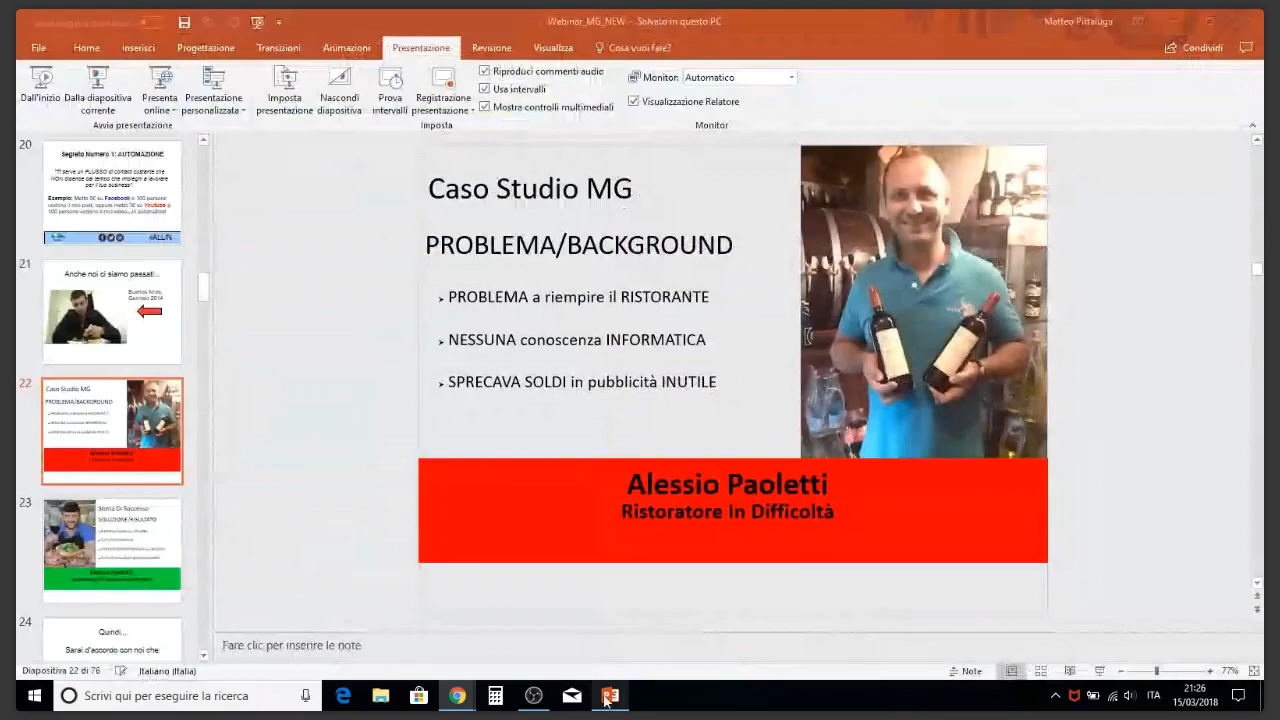 Webinar_MG_NEW - Salvato in questo PC
Matteo Pittaluga
File Home Inserisci Progettazione Transizioni Animazioni Presentazione Revisione Visualizza Cosa vuoi fare? Condividi
Dall'inizio
Dalla diapositiva corrente
Presenta online
Presentazione personalizzata
Imposta presentazione
Nascondi diapositiva
Prova intervalli
Registrazione presentazione
Riproduci commenti audio
Usa intervalli
Mostra controlli multimediali
Monitor: Automatico
Visualizzazione Relatore
Avvia presentazione
Imposta
Monitor
20
Segreto Numero 1: AUTOMAZIONE
#ALLIN
21
Anche noi ci siamo passati...
Buenos Aires,
Gennaio 2014
22
Caso Studio MG
PROBLEMA/BACKGROUND
23
Storia Di Successo
SOLUZIONE/RISULTATO
24
Quindi...
Sarai d'accordo con noi che:
Caso Studio MG
PROBLEMA/BACKGROUND
➢ PROBLEMA a riempire il RISTORANTE
➢ NESSUNA conoscenza INFORMATICA
➢ SPRECAVA SOLDI in pubblicità INUTILE
Alessio Paoletti
Ristoratore In Difficoltà
Fare clic per inserire le note
Diapositiva 22 di 76 Italiano (Italia) Note 77%
Scrivi qui per eseguire la ricerca
ITA
21:26
15/03/2018